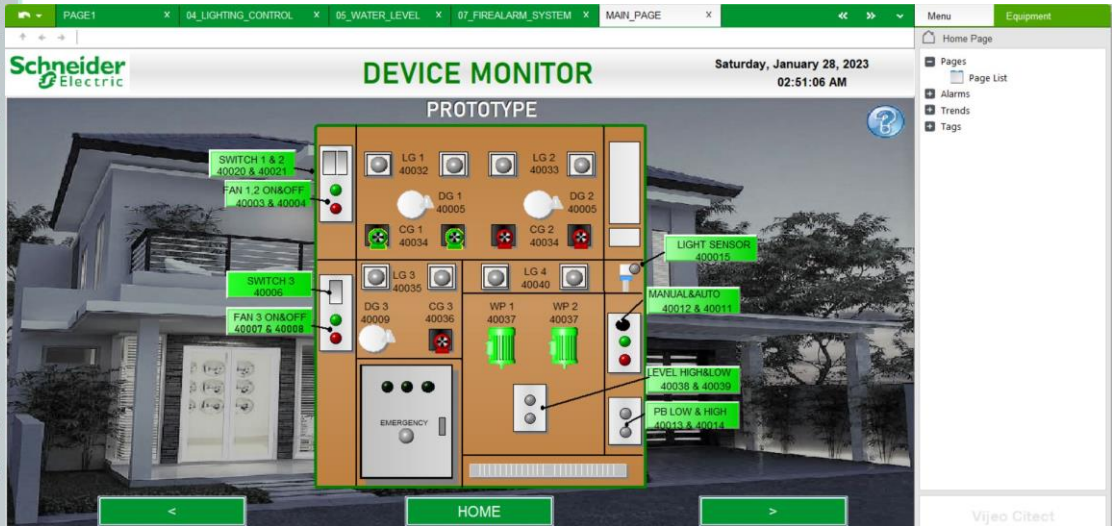 PAGE1 X 04_LIGHTING_CONTROL X 05_WATER_LEVEL X 07_FIREALARM_SYSTEM X MAIN_PAGE X
Menu Equipment
Home Page
Pages
Page List
Alarms
Trends
Tags
Schneider
Electric
DEVICE MONITOR
Saturday, January 28, 2023
02:51:06 AM
PROTOTYPE
?
SWITCH 1 & 2
40020 & 40021
FAN 1,2 ON&OFF
40003 & 40004
LG 1
40032
LG 2
40033
DG 1
40005
DG 2
40005
CG 1
40034
CG 2
40034
LIGHT SENSOR
400015
SWITCH 3
40006
FAN 3 ON&OFF
40007 & 40008
LG 3
40035
LG 4
40040
DG 3
40009
CG 3
40036
WP 1
40037
WP 2
40037
MANUAL&AUTO
40012 & 40011
LEVEL HIGH&LOW
40038 & 40039
PB LOW & HIGH
40013 & 40014
EMERGENCY
< HOME >
Vijeo Citect